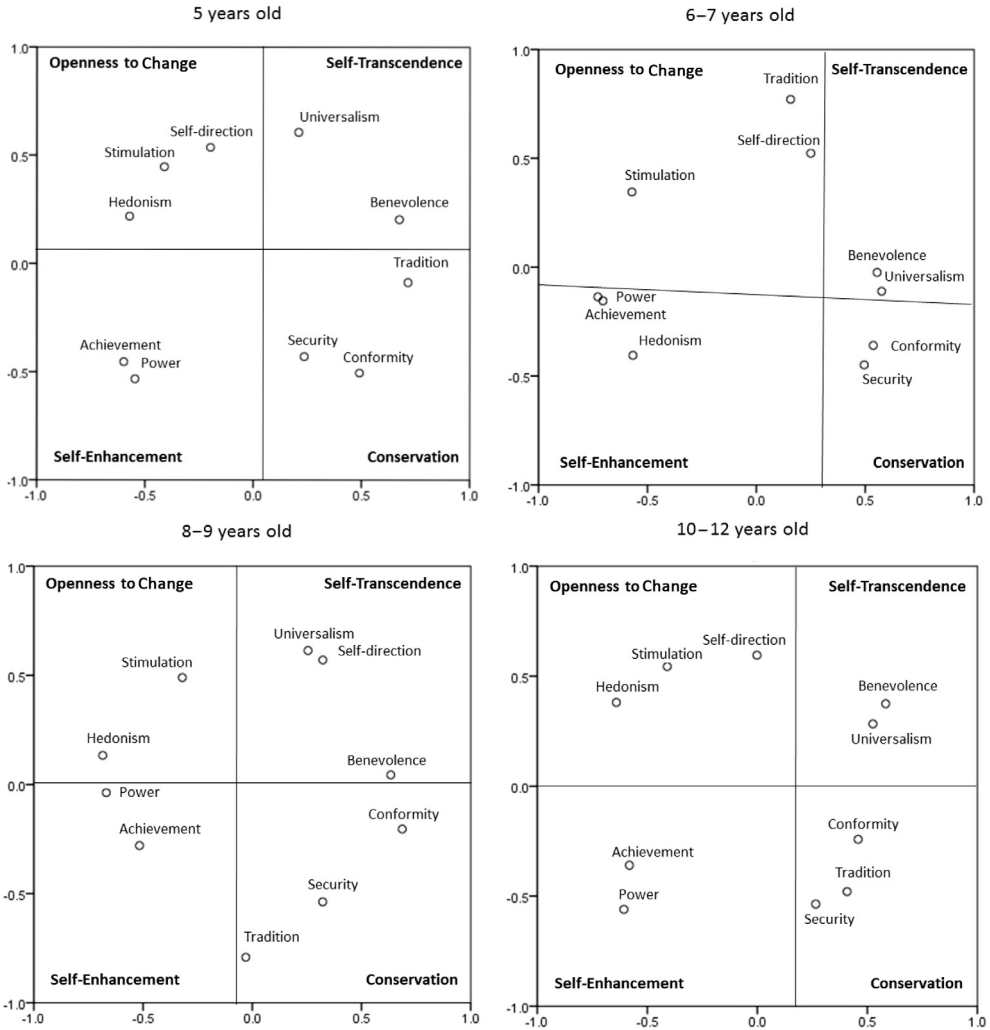 5 years old
1.0
Openness to Change
Self-Transcendence
Universalism
Self-direction
0.5
Stimulation
Hedonism
Benevolence
0.0
Tradition
Achievement
Security
Power
Conformity
-0.5
Self-Enhancement
Conservation
-1.0
-1.0 -0.5 0.0 0.5 1.0
6–7 years old
1.0
Openness to Change
Self-Transcendence
Tradition
Self-direction
0.5
Stimulation
Benevolence
0.0
Universalism
Power
Achievement
Hedonism
Conformity
-0.5
Security
Self-Enhancement
Conservation
-1.0
-1.0 -0.5 0.0 0.5 1.0
8–9 years old
1.0
Openness to Change
Self-Transcendence
Universalism
Self-direction
Stimulation
0.5
Hedonism
Benevolence
0.0
Power
Conformity
Achievement
Security
-0.5
Tradition
Self-Enhancement
Conservation
-1.0
-1.0 -0.5 0.0 0.5 1.0
10–12 years old
1.0
Openness to Change
Self-Transcendence
Self-direction
Stimulation
Hedonism
Benevolence
0.5
Universalism
0.0
Conformity
Achievement
Tradition
Power
-0.5
Security
Self-Enhancement
Conservation
-1.0
-1.0 -0.5 0.0 0.5 1.0